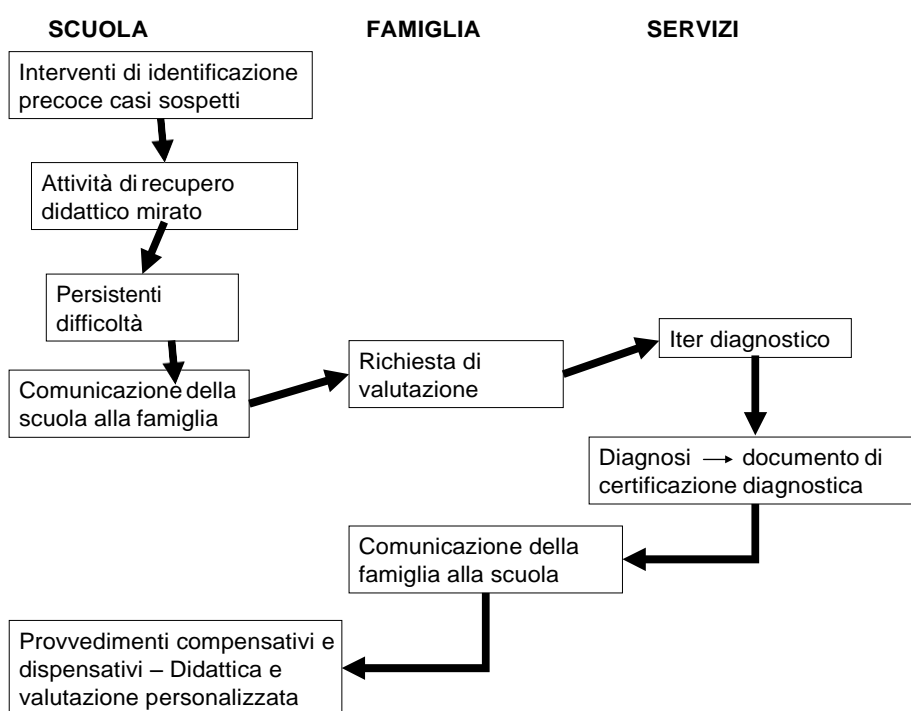 SCUOLA FAMIGLIA SERVIZI
Interventi di identificazione
precoce casi sospetti
Attività di recupero
didattico mirato
Persistenti
difficoltà
Comunicazione della
scuola alla famiglia
Richiesta di
valutazione
Iter diagnostico
Diagnosi → documento di
certificazione diagnostica
Comunicazione della
famiglia alla scuola
Provvedimenti compensativi e
dispensativi – Didattica e
valutazione personalizzata